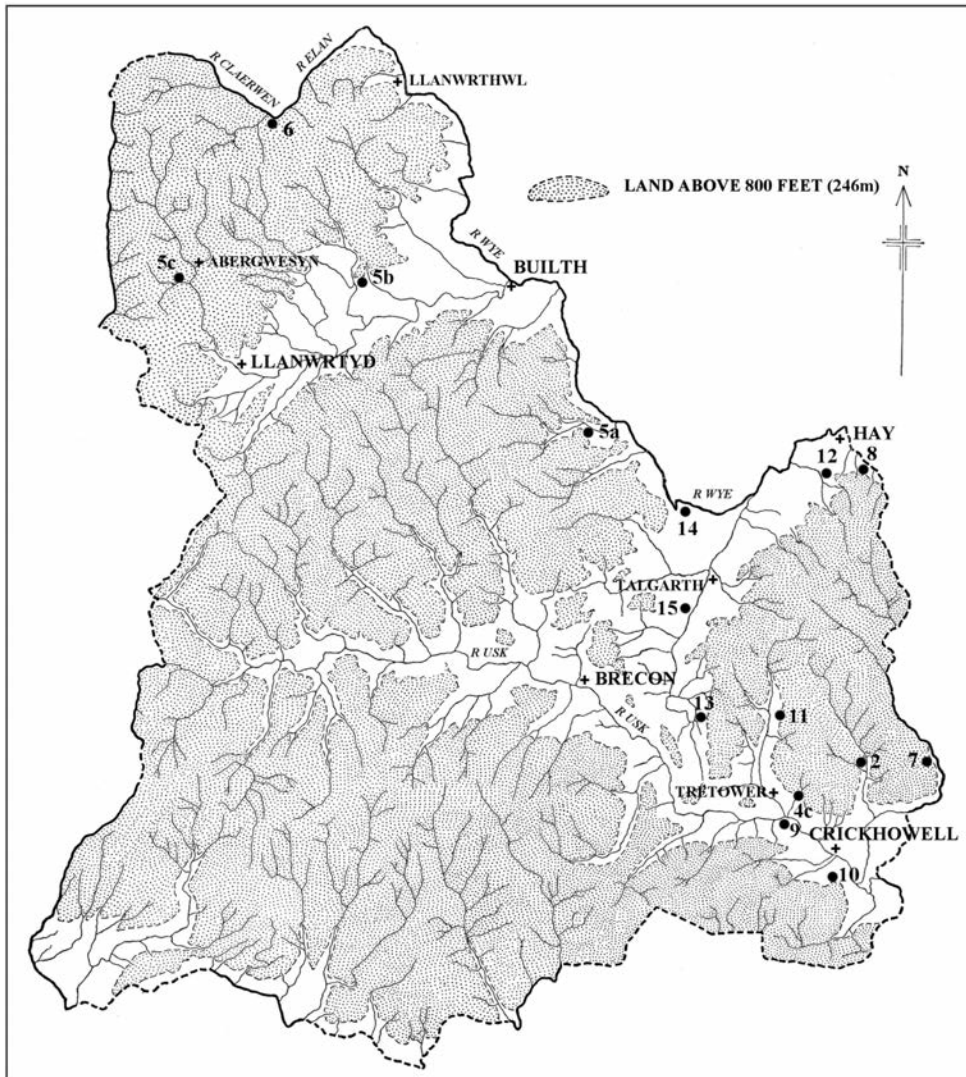 R CLAERWEN
R ELAN
LLANWRTHWL
6
LAND ABOVE 800 FEET (246m)
N
R WYE
ABERGWESYN
5c
5b
BUILTH
LLANWRTYD
5a
HAY
12
8
R WYE
14
TALGARTH
15
R USK
BRECON
R USK
13
11
2
7
TRETOWER
4c
9
CRICKHOWELL
10